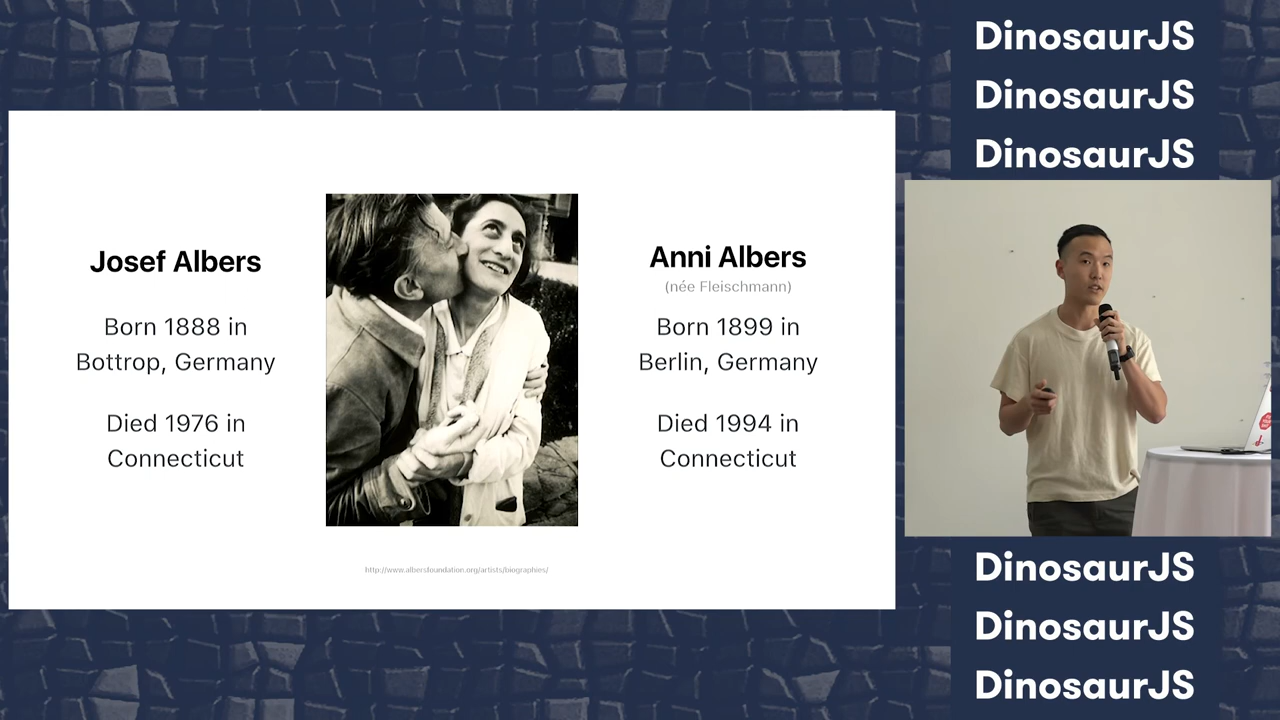 DinosaurJS
DinosaurJS
DinosaurJS
Josef Albers
Born 1888 in
Bottrop, Germany
Died 1976 in
Connecticut
Anni Albers
(née Fleischmann)
Born 1899 in
Berlin, Germany
Died 1994 in
Connecticut
http://www.albersfoundation.org/artists/biographies/
DinosaurJS
DinosaurJS
DinosaurJS